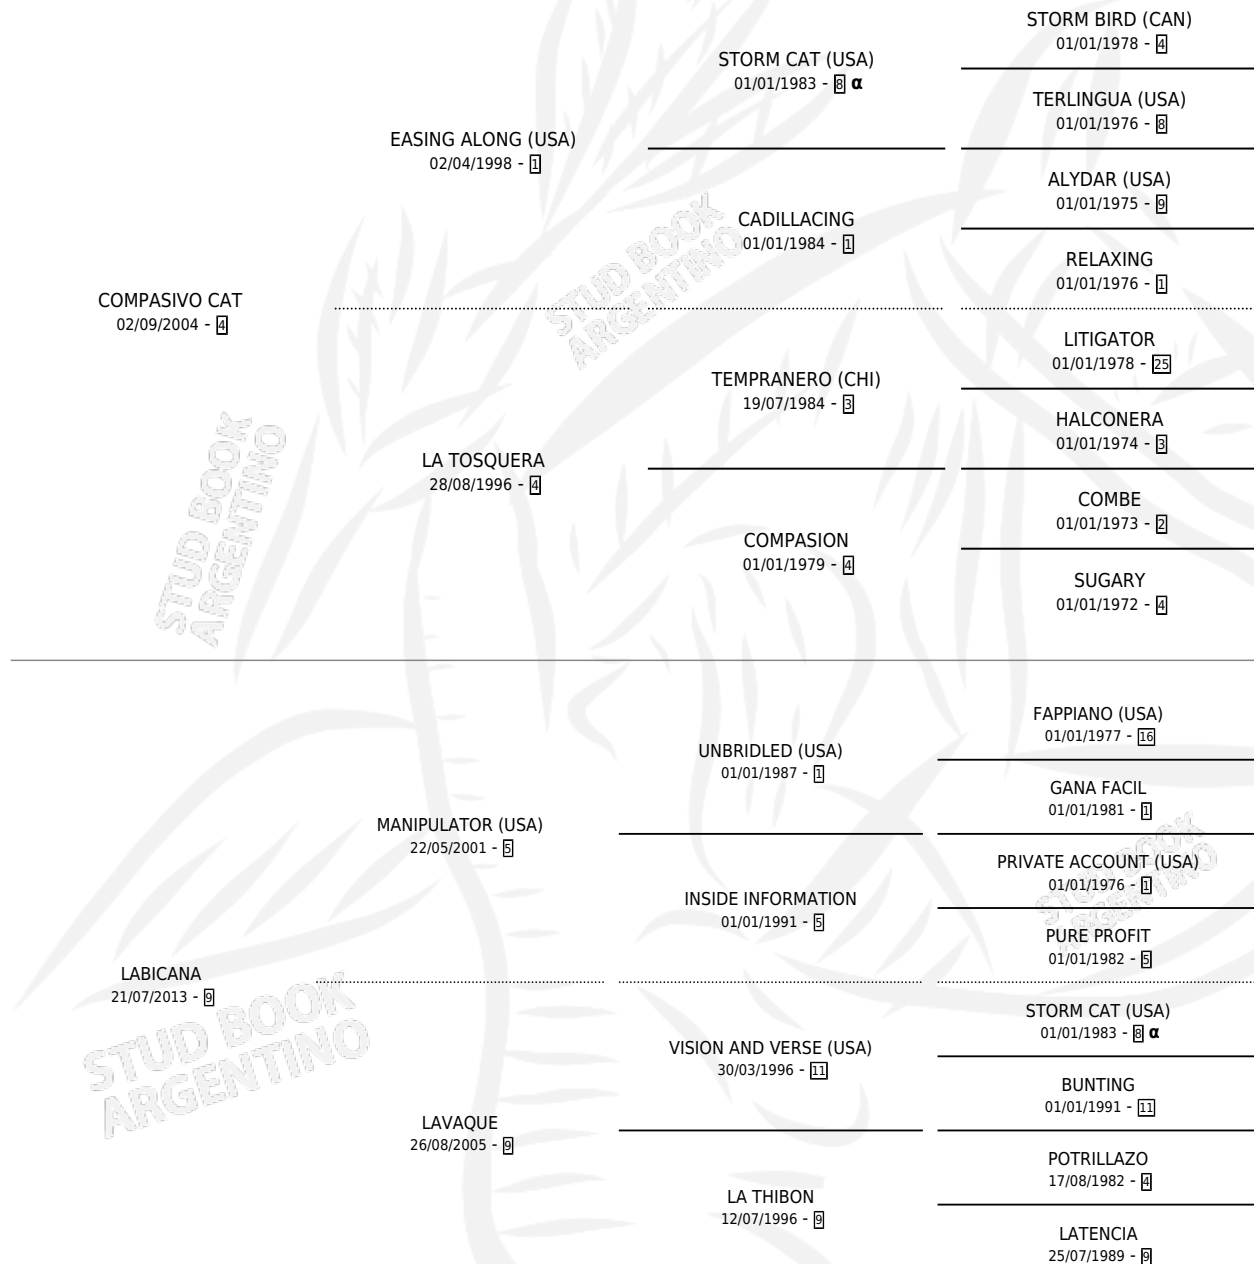 STORM BIRD (CAN)
01/01/1978 - 4
STORM CAT (USA)
01/01/1983 - 8 α
TERLINGUA (USA)
01/01/1976 - 8
EASING ALONG (USA)
02/04/1998 - 1
ALYDAR (USA)
01/01/1975 - 9
CADILLACING
01/01/1984 - 1
RELAXING
01/01/1976 - 1
COMPASIVO CAT
02/09/2004 - 4
LITIGATOR
01/01/1978 - 25
TEMPRANERO (CHI)
19/07/1984 - 3
HALCONERA
01/01/1974 - 3
LA TOSQUERA
28/08/1996 - 4
COMBE
01/01/1973 - 2
COMPASION
01/01/1979 - 4
SUGARY
01/01/1972 - 4
FAPPIANO (USA)
01/01/1977 - 16
UNBRIDLED (USA)
01/01/1987 - 1
GANA FACIL
01/01/1981 - 1
MANIPULATOR (USA)
22/05/2001 - 5
PRIVATE ACCOUNT (USA)
01/01/1976 - 1
INSIDE INFORMATION
01/01/1991 - 5
PURE PROFIT
01/01/1982 - 5
LABICANA
21/07/2013 - 9
STORM CAT (USA)
01/01/1983 - 8 α
VISION AND VERSE (USA)
30/03/1996 - 11
BUNTING
01/01/1991 - 11
LAVAQUE
26/08/2005 - 9
POTRILLAZO
17/08/1982 - 4
LA THIBON
12/07/1996 - 9
LATENCIA
25/07/1989 - 9
STUD BOOK
ARGENTINO
STUD BOOK
ARGENTINO
STUD BOOK
ARGENTINO
STUD BOOK
ARGENTINO